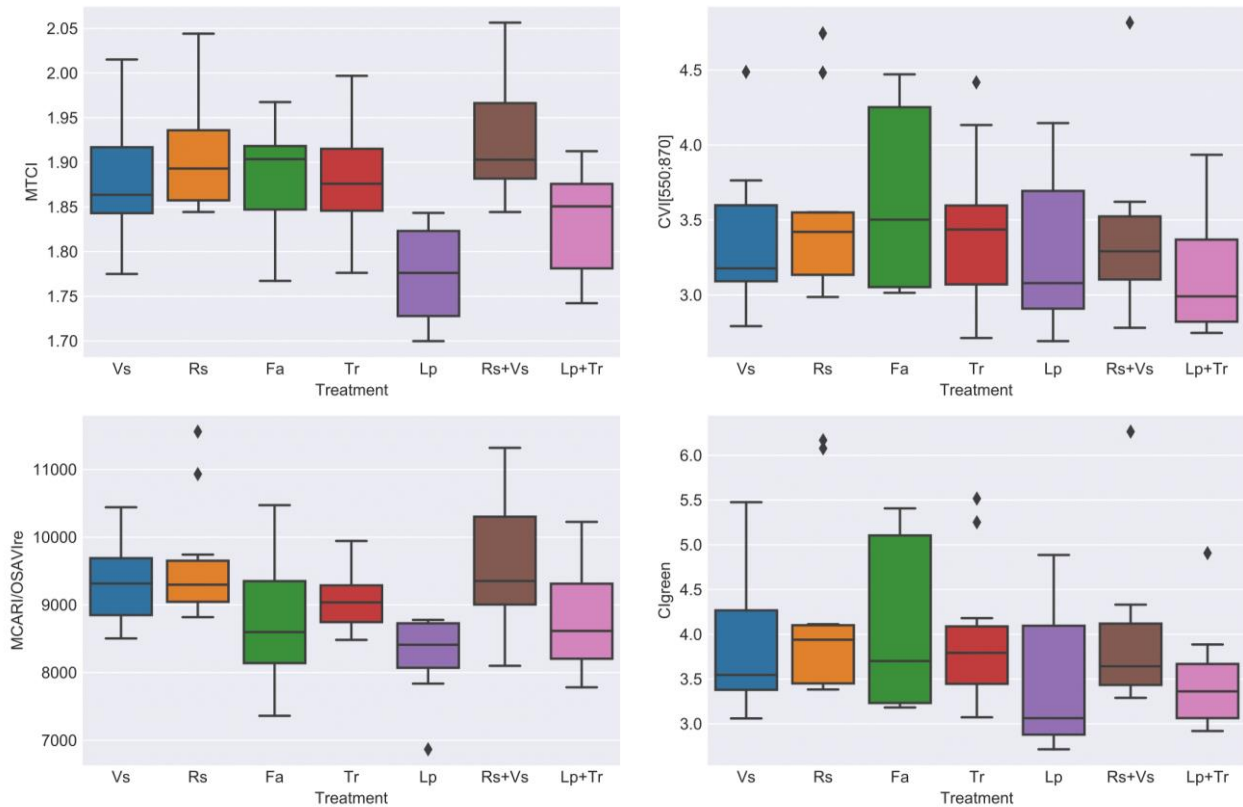 MTCI
2.05
2.00
1.95
1.90
1.85
1.80
1.75
1.70
Vs Rs Fa Tr Lp Rs+Vs Lp+Tr
Treatment
CVI[550;870]
4.5
4.0
3.5
3.0
Vs Rs Fa Tr Lp Rs+Vs Lp+Tr
Treatment
MCARI/OSAVIre
11000
10000
9000
8000
7000
Vs Rs Fa Tr Lp Rs+Vs Lp+Tr
Treatment
CIgreen
6.0
5.5
5.0
4.5
4.0
3.5
3.0
Vs Rs Fa Tr Lp Rs+Vs Lp+Tr
Treatment